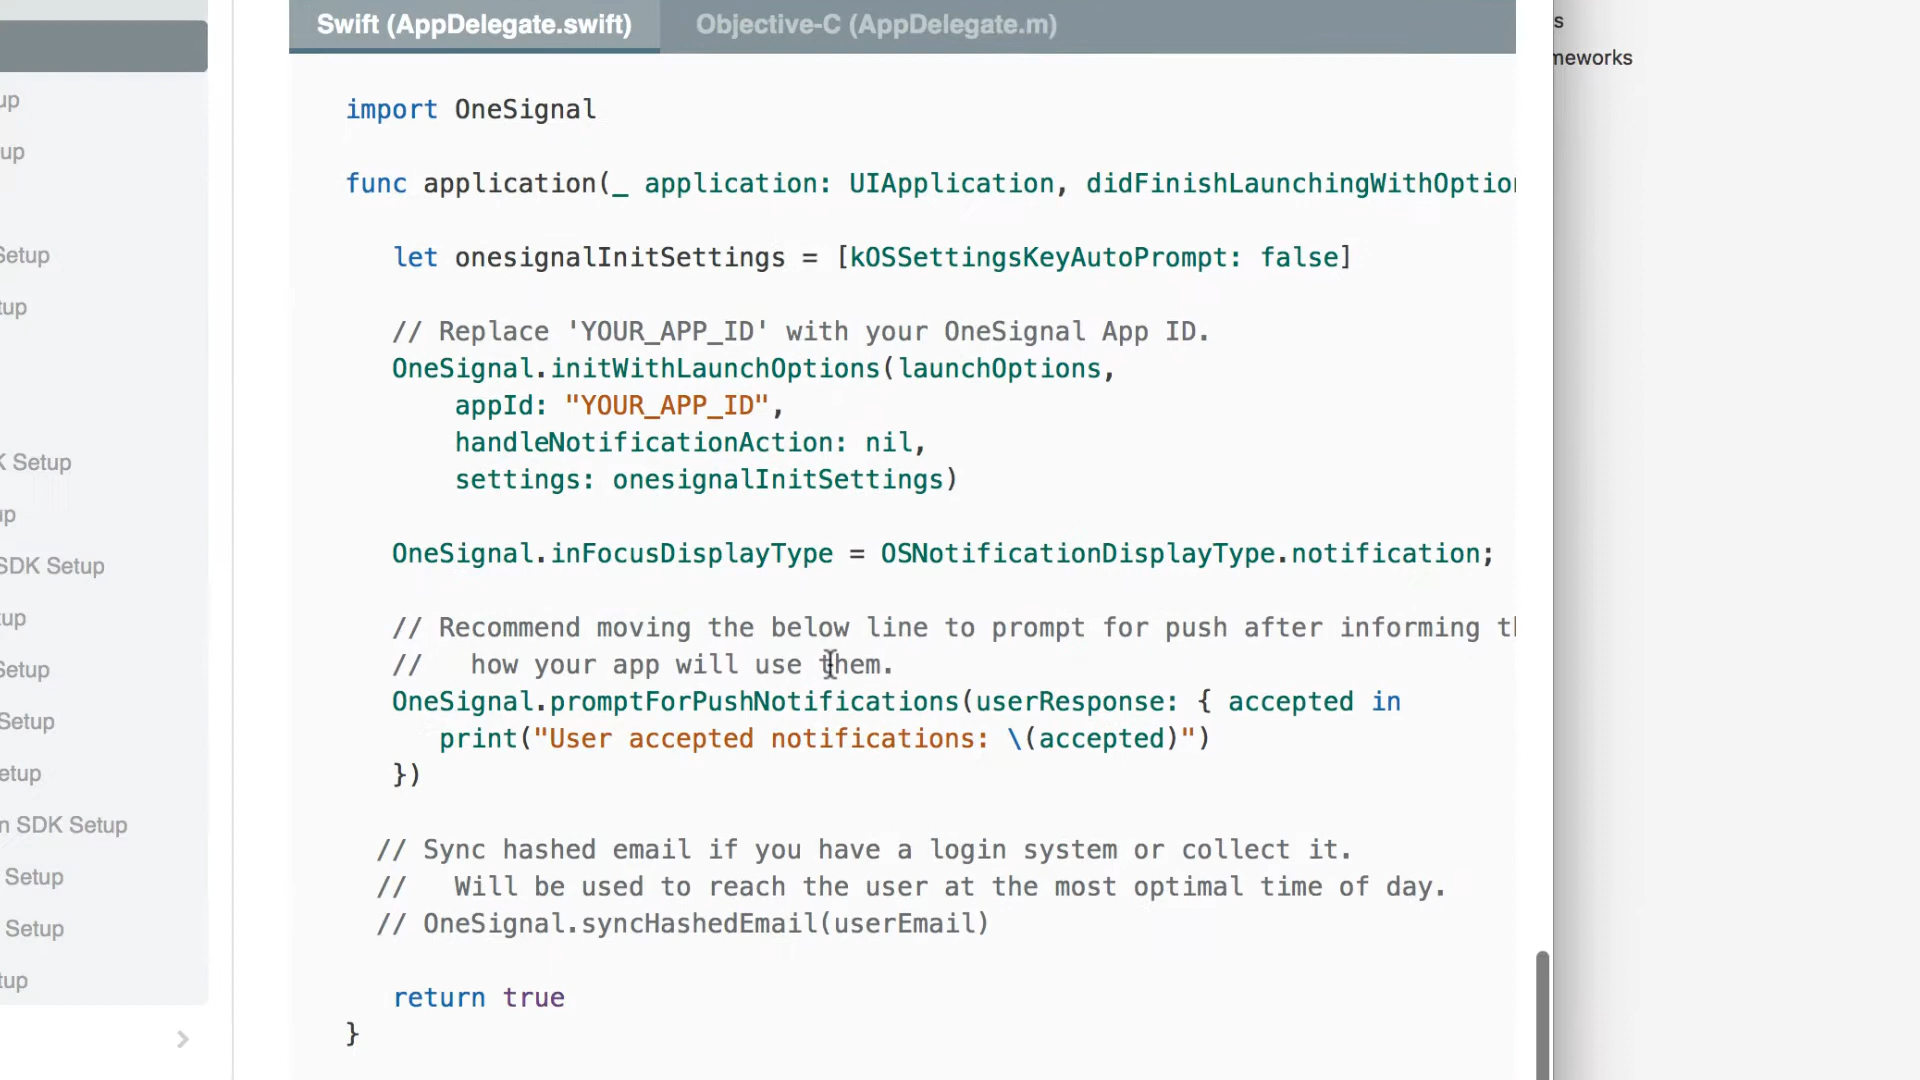 Swift (AppDelegate.swift)
Objective-C (AppDelegate.m)
import OneSignal
func application(_ application: UIApplication, didFinishLaunchingWithOption
let onesignalInitSettings = [kOSSettingsKeyAutoPrompt: false]
// Replace 'YOUR_APP_ID' with your OneSignal App ID.
OneSignal.initWithLaunchOptions(launchOptions,
appId: "YOUR_APP_ID",
handleNotificationAction: nil,
settings: onesignalInitSettings)
OneSignal.inFocusDisplayType = OSNotificationDisplayType.notification;
// Recommend moving the below line to prompt for push after informing th
//   how your app will use them.
OneSignal.promptForPushNotifications(userResponse: { accepted in
print("User accepted notifications: \(accepted)")
})
// Sync hashed email if you have a login system or collect it.
//   Will be used to reach the user at the most optimal time of day.
// OneSignal.syncHashedEmail(userEmail)
return true
}
up
up
Setup
tup
K Setup
up
SDK Setup
tup
Setup
Setup
etup
n SDK Setup
Setup
Setup
tup
s
meworks